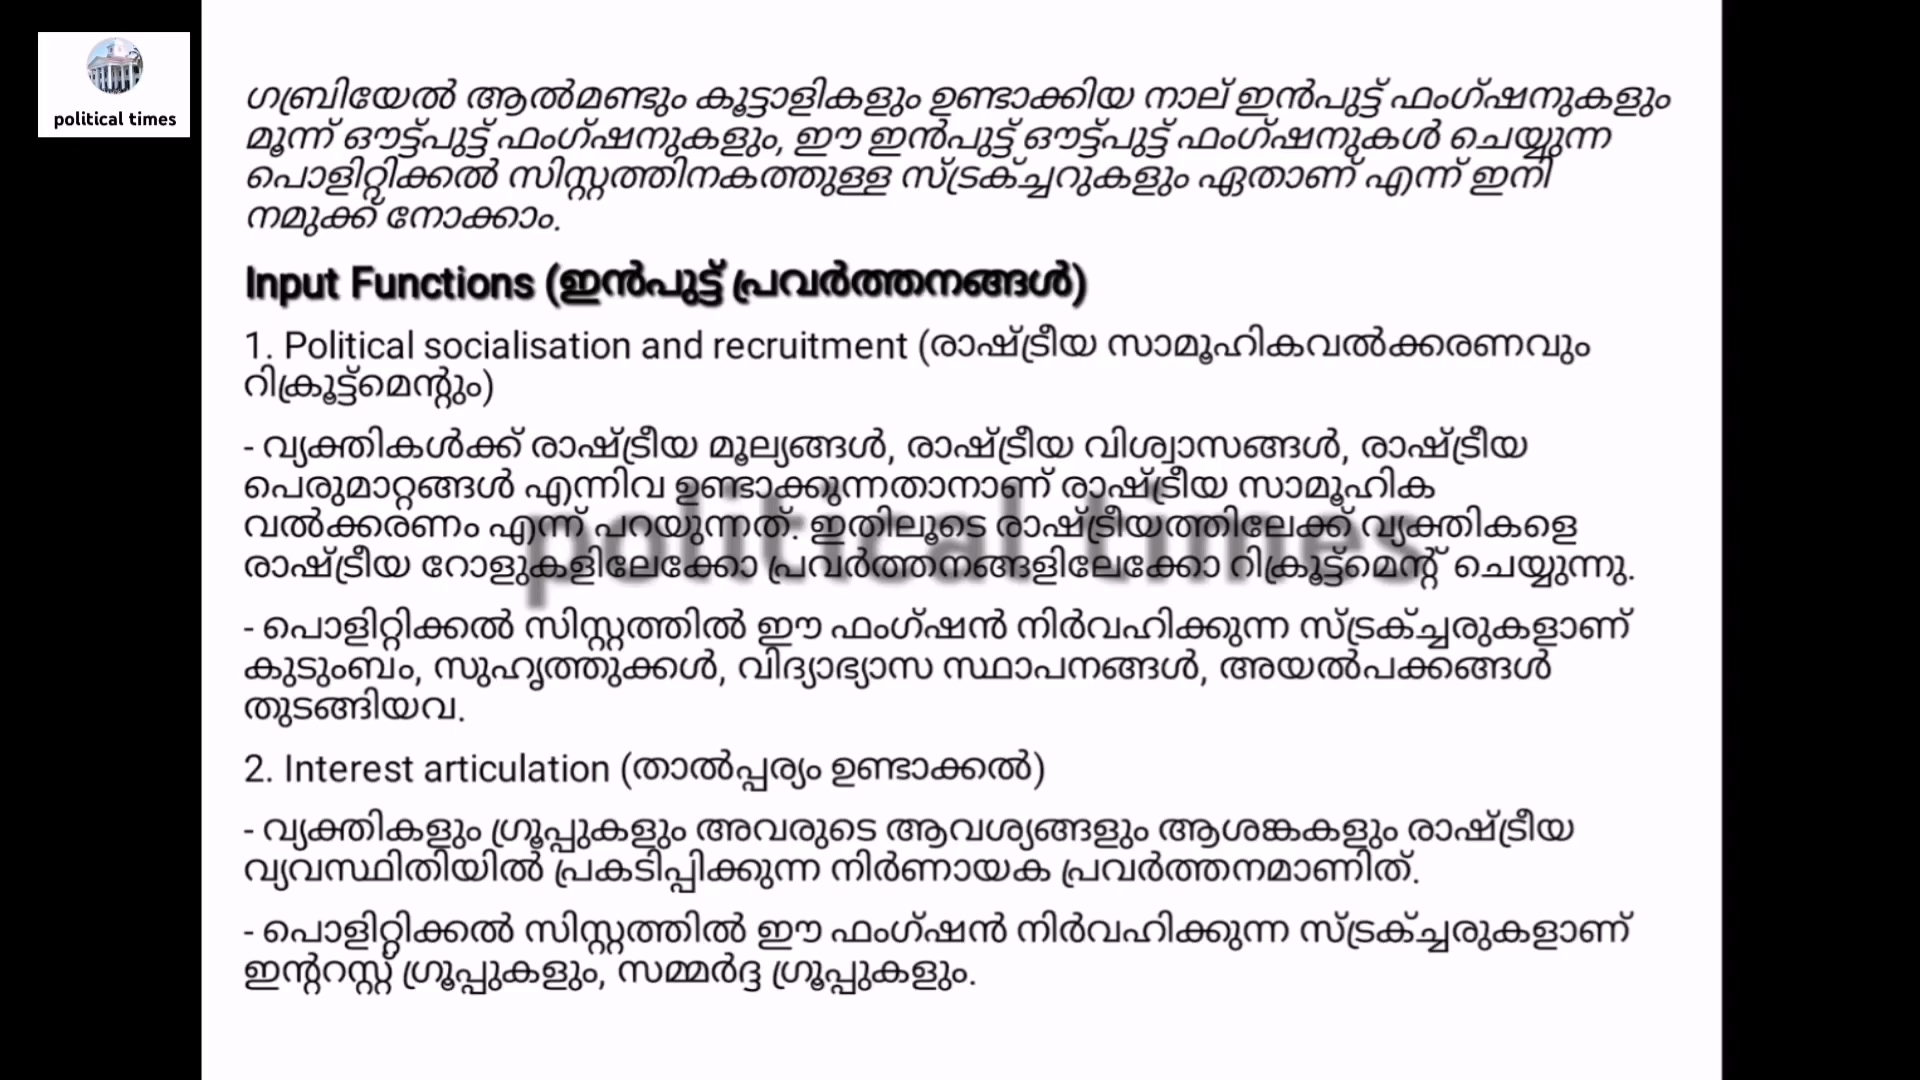 political times
ഗബ്രിയേൽ ആൽമണ്ടും കൂട്ടാളികളും ഉണ്ടാക്കിയ നാല് ഇൻപുട്ട് ഫംഗ്ഷനുകളും
മൂന്ന് ഔട്ട്പുട്ട് ഫംഗ്ഷനുകളും, ഈ ഇൻപുട്ട് ഔട്ട്പുട്ട് ഫംഗ്ഷനുകൾ ചെയ്യുന്ന
പൊളിറ്റിക്കൽ സിസ്റ്റത്തിനകത്തുള്ള സ്ട്രക്ച്ചറുകളും ഏതാണ് എന്ന് ഇനി
നമുക്ക് നോക്കാം.
Input Functions (ഇൻപുട്ട് പ്രവർത്തനങ്ങൾ)
1. Political socialisation and recruitment (രാഷ്ട്രീയ സാമൂഹികവൽക്കരണവും
റിക്രൂട്ട്മെന്റും)
- വ്യക്തികൾക്ക് രാഷ്ട്രീയ മൂല്യങ്ങൾ, രാഷ്ട്രീയ വിശ്വാസങ്ങൾ, രാഷ്ട്രീയ
പെരുമാറ്റങ്ങൾ എന്നിവ ഉണ്ടാക്കുന്നതാനാണ് രാഷ്ട്രീയ സാമൂഹിക
വൽക്കരണം എന്ന് പറയുന്നത്. ഇതിലൂടെ രാഷ്ട്രീയത്തിലേക്ക് വ്യക്തികളെ
രാഷ്ട്രീയ റോളുകളിലേക്കോ പ്രവർത്തനങ്ങളിലേക്കോ റിക്രൂട്ട്മെന്റ് ചെയ്യുന്നു.
political times
- പൊളിറ്റിക്കൽ സിസ്റ്റത്തിൽ ഈ ഫംഗ്ഷൻ നിർവഹിക്കുന്ന സ്ട്രക്ച്ചരുകളാണ്
കുടുംബം, സുഹൃത്തുക്കൾ, വിദ്യാഭ്യാസ സ്ഥാപനങ്ങൾ, അയൽപക്കങ്ങൾ
തുടങ്ങിയവ.
2. Interest articulation (താൽപ്പര്യം ഉണ്ടാക്കൽ)
- വ്യക്തികളും ഗ്രൂപ്പുകളും അവരുടെ ആവശ്യങ്ങളും ആശങ്കകളും രാഷ്ട്രീയ
വ്യവസ്ഥിതിയിൽ പ്രകടിപ്പിക്കുന്ന നിർണായക പ്രവർത്തനമാണിത്.
- പൊളിറ്റിക്കൽ സിസ്റ്റത്തിൽ ഈ ഫംഗ്ഷൻ നിർവഹിക്കുന്ന സ്ട്രക്ച്ചരുകളാണ്
ഇന്ററസ്റ്റ് ഗ്രൂപ്പുകളും, സമ്മർദ്ദ ഗ്രൂപ്പുകളും.